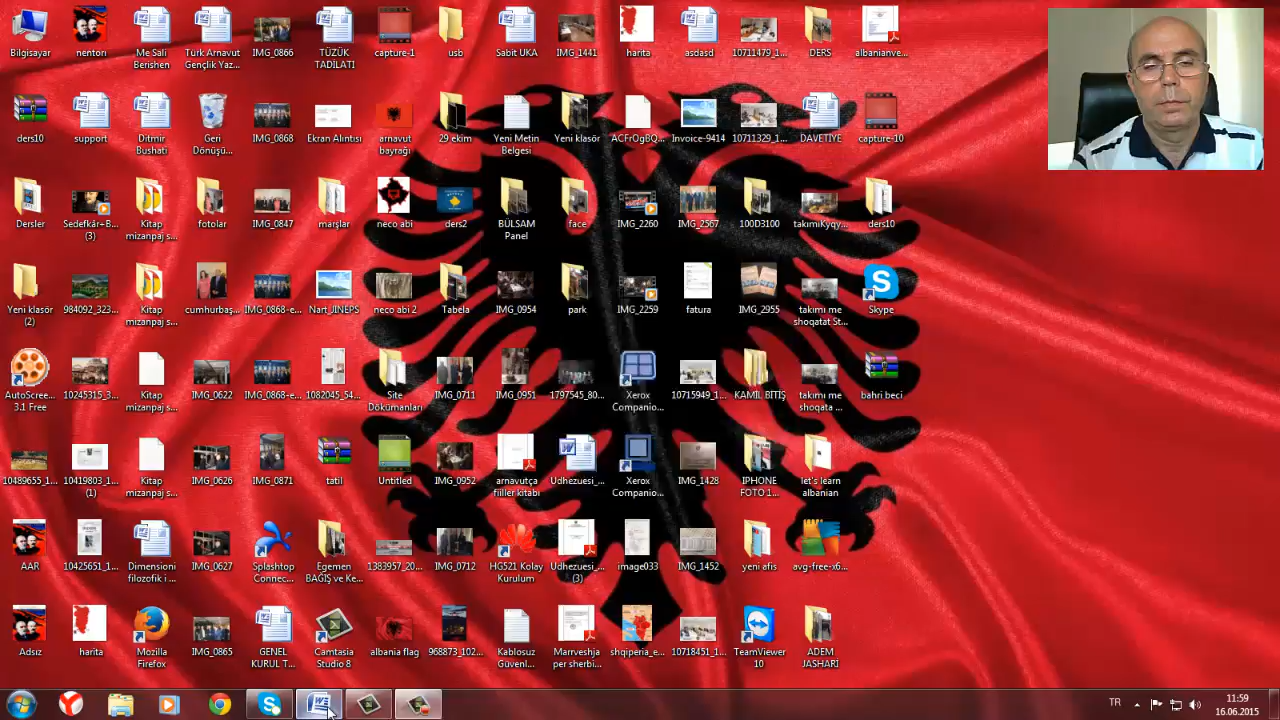 Bilgisayar
nentori
Me Sali
Berishen
Türk Arnavut
Gençlik Yaz...
IMG_0866
TÜZÜK
TADİLATI
capture-1
usb
Sabit UKA
IMG_1441
harita
asdasd
10711479_1...
DERS
albanianve...
ders10
support
Ditmir
Bushati
Geri
Dönüşü...
IMG_0868
Ekran Alıntısı
arnavut
bayrağı
29ekim
Yeni Metin
Belgesi
Yeni klasör
ACFrOgBQ...
Invoice-9414
10711329_1...
DAVETİYE
capture-10
Dersler
Sedefkâr+B...
(3)
Kitap
mizanpaj s...
fotolar
IMG_0847
marşlar
neco abi
ders2
BÜLSAM
Panel
face
IMG_2260
IMG_2567
100D3100
takımiKyqy...
ders10
Yeni klasör
(2)
984092_323...
Kitap
mizanpaj s...
cumhurbaş...
IMG_0868-e...
Nart_JINEPS
neco abi 2
Tabela
IMG_0954
park
IMG_2259
fatura
IMG_2955
takımı me
shoqatat St...
Skype
AutoScree...
3.1 Free
10245315_3...
Kitap
mizanpaj s...
IMG_0622
IMG_0868-e...
1082045_54...
Site
Dökümanları
IMG_0711
IMG_0951
1797545_80...
Xerox
Companio...
10715949_1...
KAMİL BİTİŞ
takımı me
shoqata ...
bahri beci
10489655_1...
10419803_1...
(1)
Kitap
mizanpaj s...
IMG_0626
IMG_0871
tatil
Untitled
IMG_0952
arnavutça
fiiller kitabı
Udhezuesi_...
Xerox
Companio...
IMG_1428
IPHONE
FOTO 1...
let's learn
albanian
AAR
10425651_1...
Dimensioni
filozofik i ...
IMG_0627
Splashtop
Connec...
Egemen
BAĞIŞ ve Ke...
1383957_20...
IMG_0712
HG521 Kolay
Kurulum
Udhezuesi_...
(3)
image033
IMG_1452
yeni afis
avg-free-x6...
Adsız
harita
Mozilla
Firefox
IMG_0865
GENEL
KURUL T...
Camtasia
Studio 8
albania flag
968873_102...
Kablosuz
Güvenl...
Marrveshja
per sherbi...
shqiperia_e...
10718451_1...
TeamViewer
10
ADEM
JASHARI
TR
11:59
16.06.2015